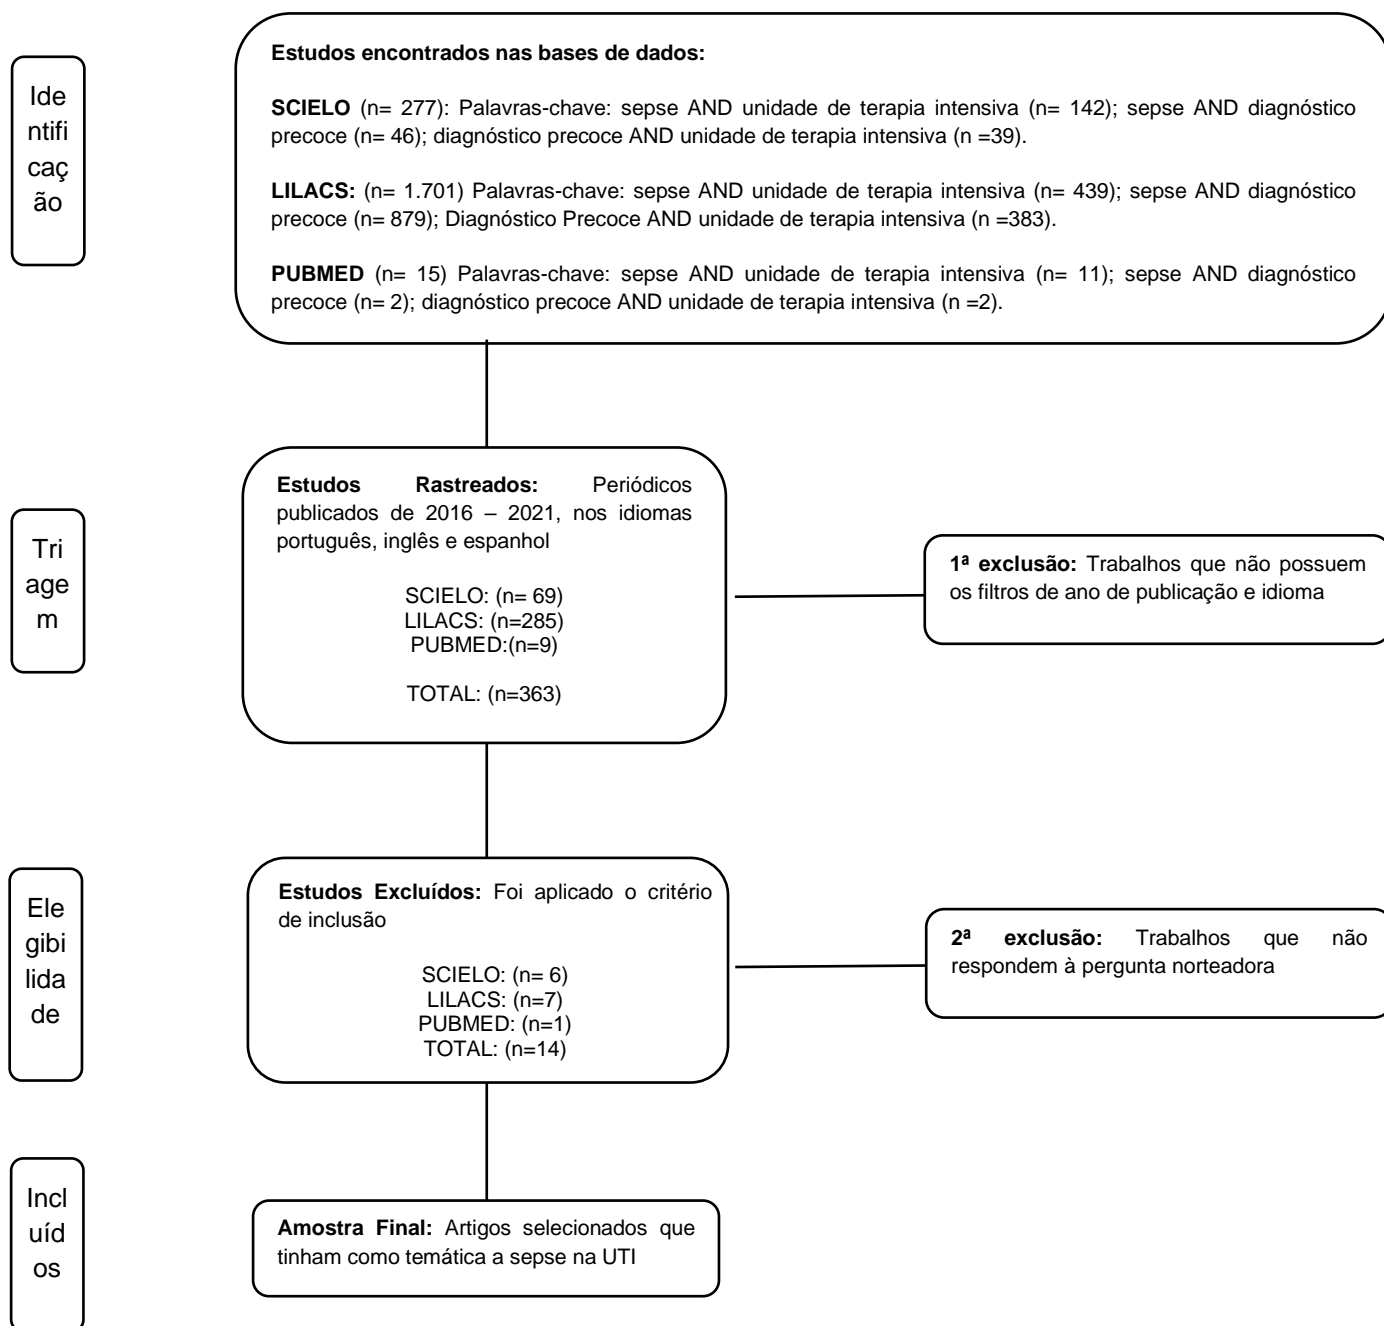 Ide
ntifi
caç
ão
Estudos encontrados nas bases de dados:
SCIELO (n= 277): Palavras-chave: sepse AND unidade de terapia intensiva (n= 142); sepse AND diagnóstico
precoce (n= 46); diagnóstico precoce AND unidade de terapia intensiva (n =39).
LILACS: (n= 1.701) Palavras-chave: sepse AND unidade de terapia intensiva (n= 439); sepse AND diagnóstico
precoce (n= 879); Diagnóstico Precoce AND unidade de terapia intensiva (n =383).
PUBMED (n= 15) Palavras-chave: sepse AND unidade de terapia intensiva (n= 11); sepse AND diagnóstico
precoce (n= 2); diagnóstico precoce AND unidade de terapia intensiva (n =2).
Tri
age
m
Estudos Rastreados: Periódicos
publicados de 2016 – 2021, nos idiomas
português, inglês e espanhol
SCIELO: (n= 69)
LILACS: (n=285)
PUBMED:(n=9)
TOTAL: (n=363)
1ª exclusão: Trabalhos que não possuem
os filtros de ano de publicação e idioma
Ele
gibi
lida
de
Estudos Excluídos: Foi aplicado o critério
de inclusão
SCIELO: (n= 6)
LILACS: (n=7)
PUBMED: (n=1)
TOTAL: (n=14)
2ª exclusão: Trabalhos que não
respondem à pergunta norteadora
Incl
uíd
os
Amostra Final: Artigos selecionados que
tinham como temática a sepse na UTI